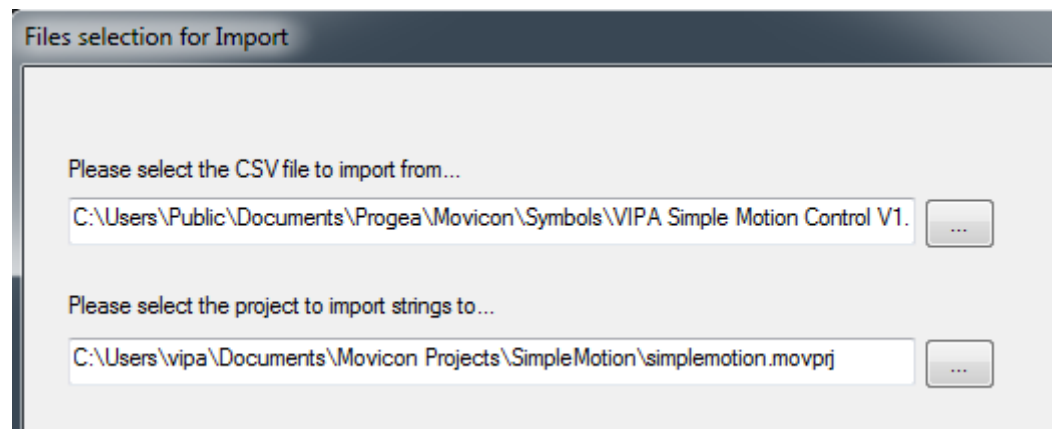 Files selection for Import
Please select the CSV file to import from...
C:\Users\Public\Documents\Progea\Movicon\Symbols\VIPA Simple Motion Control V1.
...
Please select the project to import strings to...
C:\Users\vipa\Documents\Movicon Projects\SimpleMotion\simplemotion.movprj
...